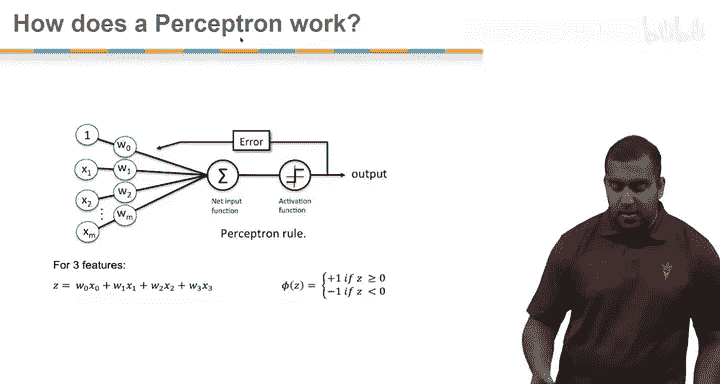 How does a Perceptron work?
bilibili
1
w₀
Error
x₁
w₁
Σ
output
x₂
w₂
⋮
wₘ
xₘ
Net input
function
Activation
function
Perceptron rule.
For 3 features:
z = w₀x₀ + w₁x₁ + w₂x₂ + w₃x₃
ϕ(z) = {+1 if z ≥ 0
−1 if z < 0